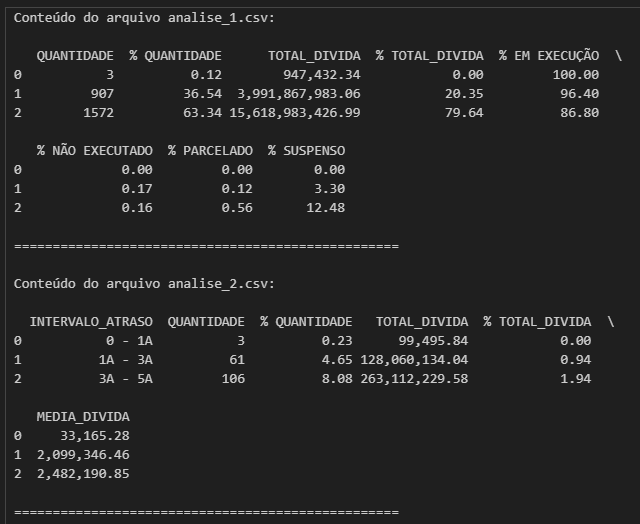 Conteúdo do arquivo analise_1.csv:
QUANTIDADE % QUANTIDADE TOTAL_DIVIDA % TOTAL_DIVIDA % EM EXECUÇÃO \
0 3 0.12 947,432.34 0.00 100.00
1 907 36.54 3,991,867,983.06 20.35 96.40
2 1572 63.34 15,618,983,426.99 79.64 86.80
% NÃO EXECUTADO % PARCELADO % SUSPENSO
0 0.00 0.00 0.00
1 0.17 0.12 3.30
2 0.16 0.56 12.48
==================================================
Conteúdo do arquivo analise_2.csv:
INTERVALO_ATRASO QUANTIDADE % QUANTIDADE TOTAL_DIVIDA % TOTAL_DIVIDA \
0 0 - 1A 3 0.23 99,495.84 0.00
1 1A - 3A 61 4.65 128,060,134.04 0.94
2 3A - 5A 106 8.08 263,112,229.58 1.94
MEDIA_DIVIDA
0 33,165.28
1 2,099,346.46
2 2,482,190.85
==================================================